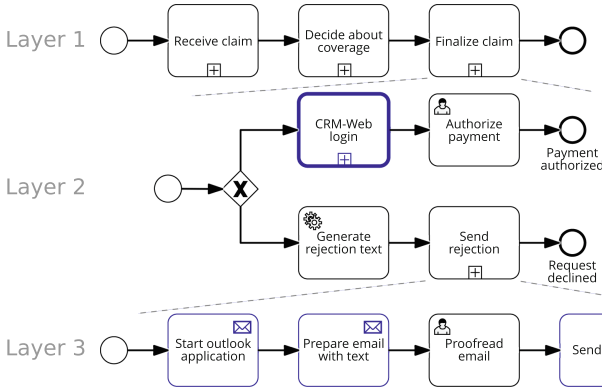 Layer 1
Receive claim
Decide about
coverage
Finalize claim
CRM-Web
login
Authorize
payment
Payment
authorized
Layer 2
X
Generate
rejection text
Send
rejection
Request
declined
Layer 3
Start outlook
application
Prepare email
with text
Proofread
email
Send